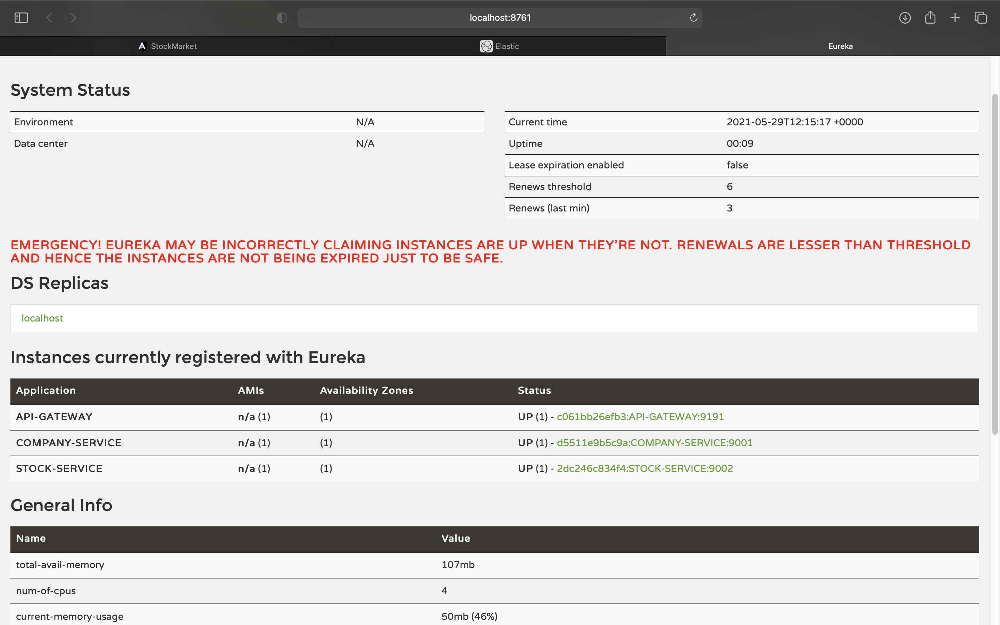 localhost:8761
StockMarket
Elastic
Eureka
System Status
Environment N/A
Data center N/A
Current time 2021-05-29T12:15:17 +0000
Uptime 00:09
Lease expiration enabled false
Renews threshold 6
Renews (last min) 3
EMERGENCY! EUREKA MAY BE INCORRECTLY CLAIMING INSTANCES ARE UP WHEN THEY'RE NOT. RENEWALS ARE LESSER THAN THRESHOLD
AND HENCE THE INSTANCES ARE NOT BEING EXPIRED JUST TO BE SAFE.
DS Replicas
localhost
Instances currently registered with Eureka
Application AMIs Availability Zones Status
API-GATEWAY n/a (1) (1) UP (1) - c061bb26efb3:API-GATEWAY:9191
COMPANY-SERVICE n/a (1) (1) UP (1) - d5511e9b5c9a:COMPANY-SERVICE:9001
STOCK-SERVICE n/a (1) (1) UP (1) - 2dc246c834f4:STOCK-SERVICE:9002
General Info
Name Value
total-avail-memory 107mb
num-of-cpus 4
current-memory-usage 50mb (46%)